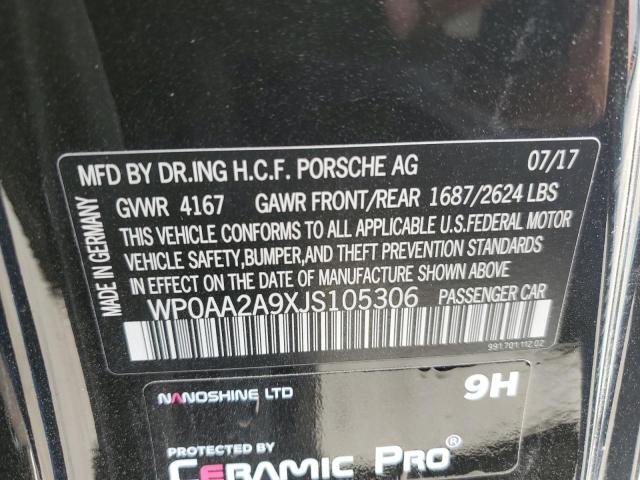 MFD BY DR.ING H.C.F. PORSCHE AG 07/17
GVWR 4167 GAWR FRONT/REAR 1687/2624 LBS
THIS VEHICLE CONFORMS TO ALL APPLICABLE U.S.FEDERAL MOTOR
VEHICLE SAFETY,BUMPER,AND THEFT PREVENTION STANDARDS
IN EFFECT ON THE DATE OF MANUFACTURE SHOWN ABOVE
WP0AA2A9XJS105306 PASSENGER CAR
991 701 112 02
MADE IN GERMANY
NANOSHINE LTD 9H
PROTECTED BY
CERAMIC PRO®